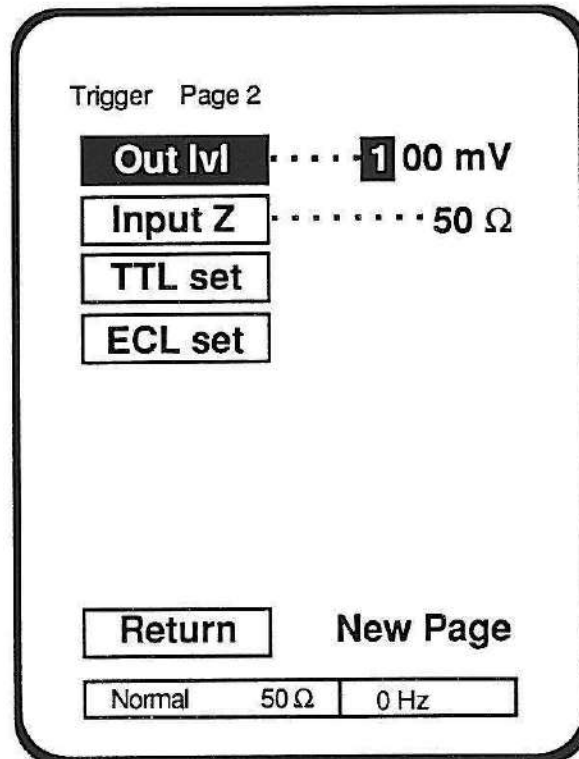 Trigger Page 2
Out lvl ······ 100 mV
Input Z ········ 50 Ω
TTL set
ECL set
Return New Page
Normal 50 Ω 0 Hz